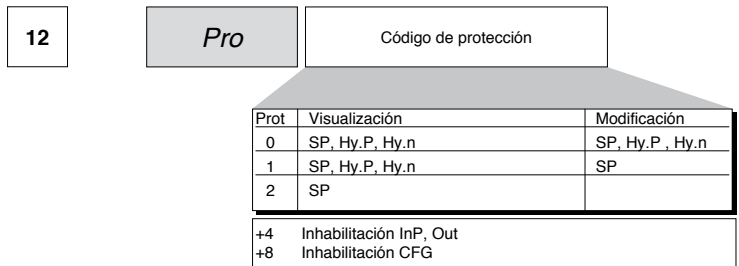 12 Pro Código de protección
Prot Visualización Modificación
0 SP, Hy.P, Hy.n SP, Hy.P , Hy.n
1 SP, Hy.P, Hy.n SP
2 SP
+4 Inhabilitación InP, Out
+8 Inhabilitación CFG